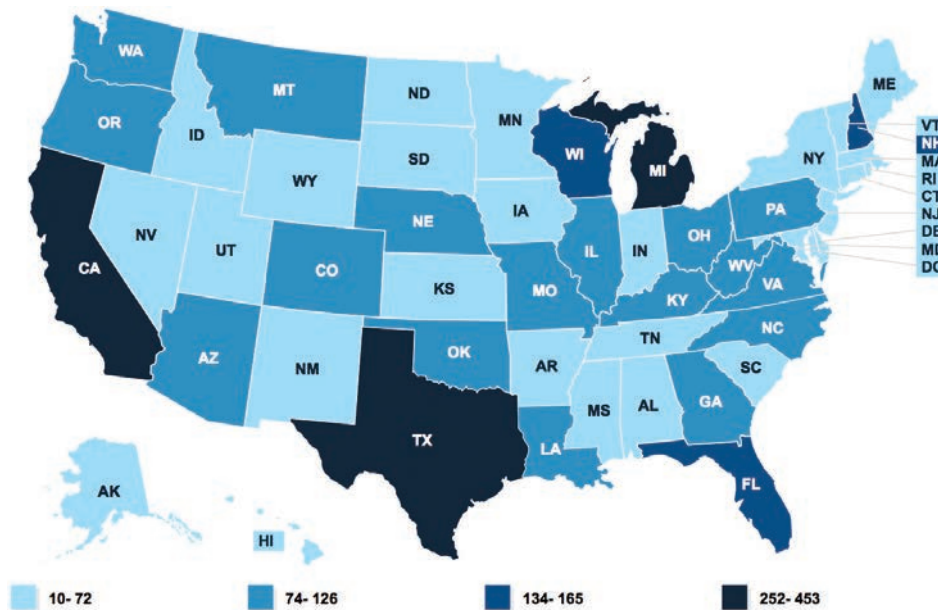 WA
MT
ND
MN
ME
OR
ID
SD
WI
VT
NH
MA
NY
RI
CT
NJ
DE
WY
MI
IA
PA
NE
OH
NV
UT
IL
IN
WV
VA
CA
CO
KS
MO
KY
NC
TN
AZ
NM
OK
AR
SC
MS
AL
GA
TX
LA
FL
AK
HI
10- 72
74- 126
134- 165
252- 453